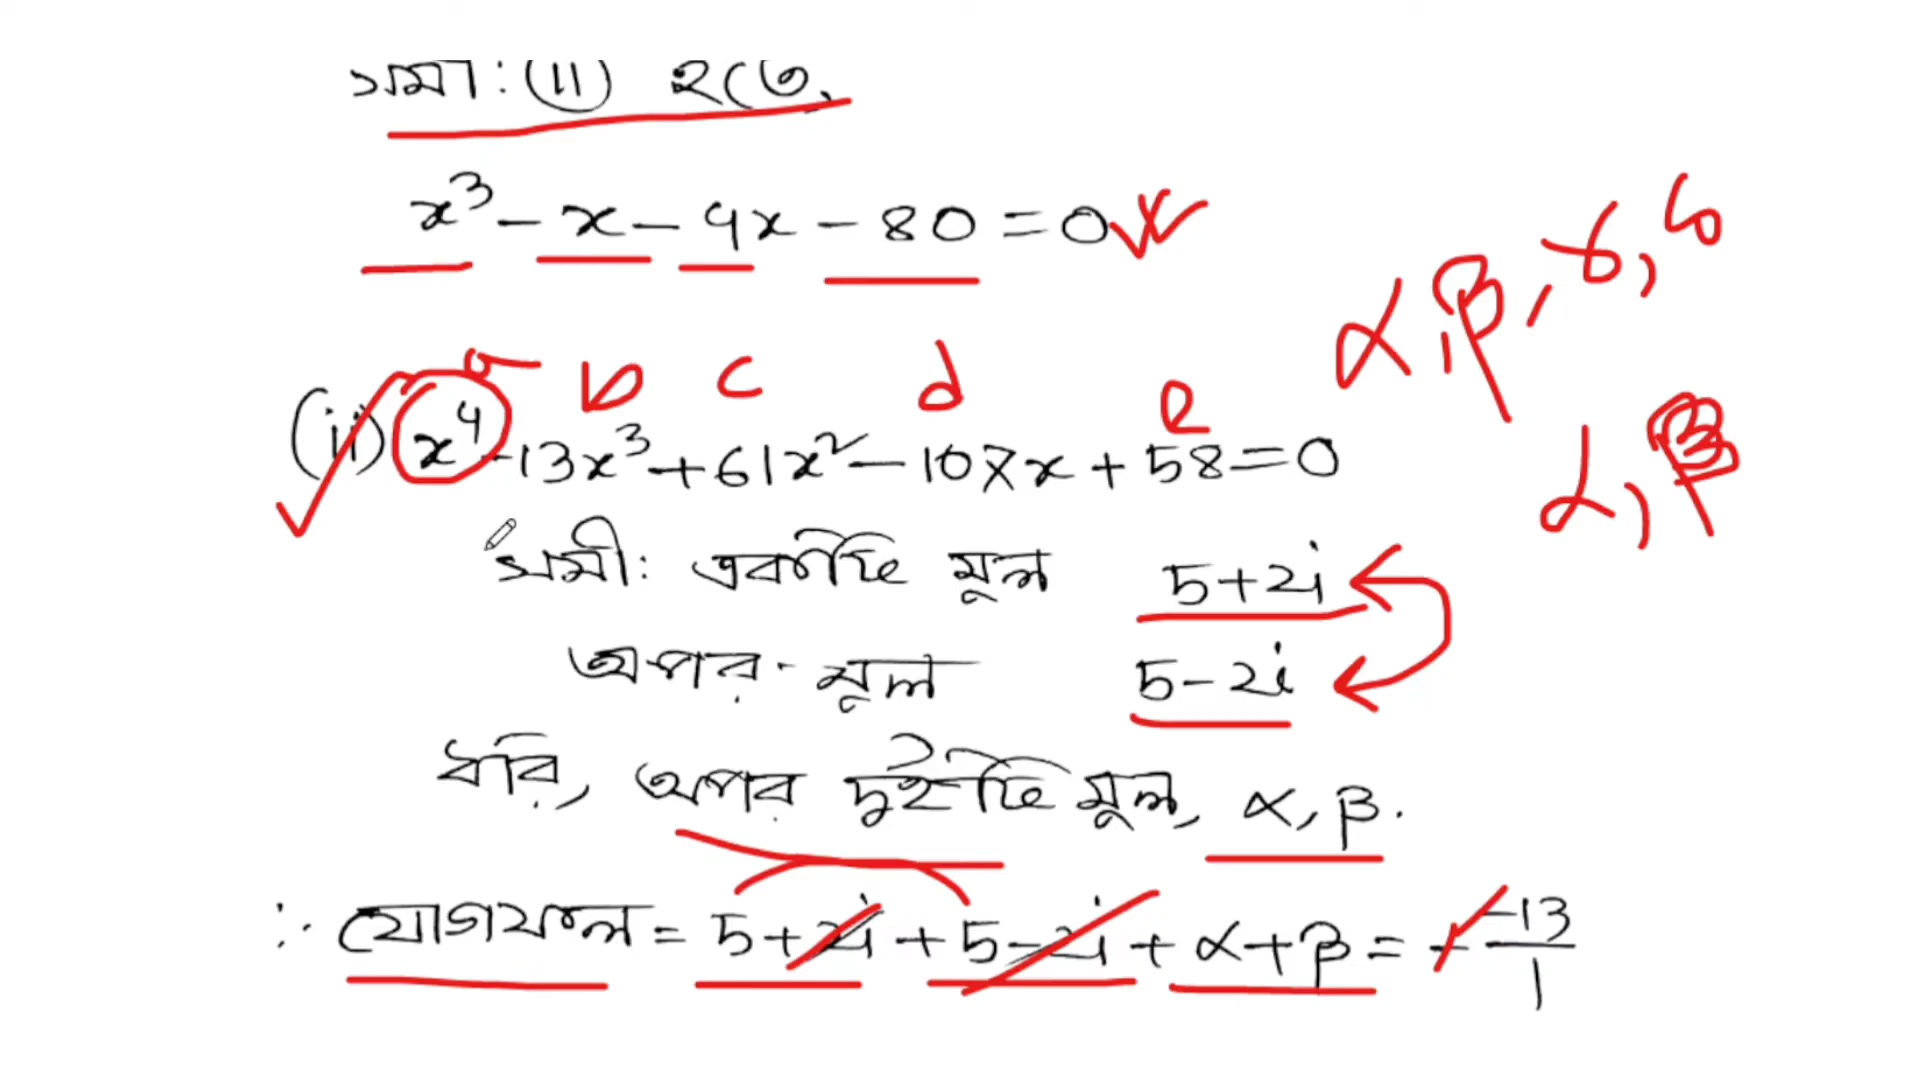 সমী: (ii) হতে,
x³ - x - 4x - 80 = 0
α, β, γ, δ
a b c d e
(ii) x⁴ - 13x³ + 61x² - 107x + 58 = 0
α, β
সমী: একটি মূল 5+2i
অপর মূল 5-2i
ধরি, অপর দুইটি মূল, α, β.
∴ যোগফল = 5+2i + 5-2i + α+β = - -13/1